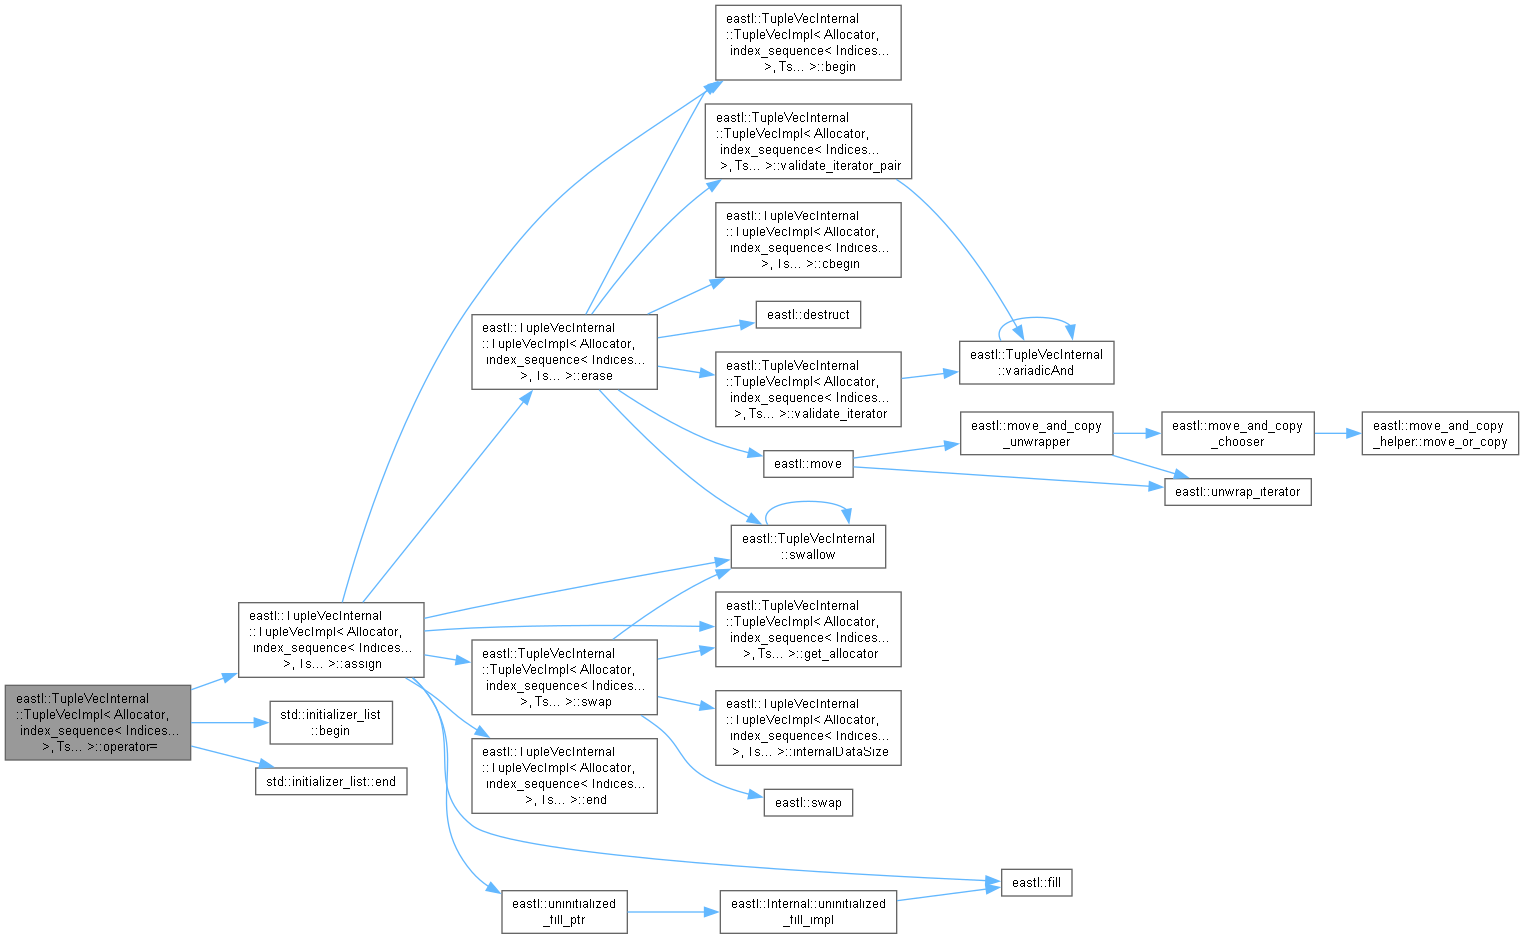 eastl::TupleVecInternal
::TupleVecImpl< Allocator,
index_sequence< Indices...
>, Ts... >::begin
eastl::TupleVecInternal
::TupleVecImpl< Allocator,
index_sequence< Indices...
>, Ts... >::validate_iterator_pair
eastl::TupleVecInternal
::TupleVecImpl< Allocator,
index_sequence< Indices...
>, Ts... >::cbegin
eastl::destruct
eastl::TupleVecInternal
::TupleVecImpl< Allocator,
index_sequence< Indices...
>, Ts... >::erase
eastl::TupleVecInternal
::variadicAnd
eastl::TupleVecInternal
::TupleVecImpl< Allocator,
index_sequence< Indices...
>, Ts... >::validate_iterator
eastl::move
eastl::move_and_copy
_unwrapper
eastl::move_and_copy
_chooser
eastl::move_and_copy
_helper::move_or_copy
eastl::unwrap_iterator
eastl::TupleVecInternal
::swallow
eastl::TupleVecInternal
::TupleVecImpl< Allocator,
index_sequence< Indices...
>, Ts... >::assign
eastl::TupleVecInternal
::TupleVecImpl< Allocator,
index_sequence< Indices...
>, Ts... >::get_allocator
eastl::TupleVecInternal
::TupleVecImpl< Allocator,
index_sequence< Indices...
>, Ts... >::swap
eastl::TupleVecInternal
::TupleVecImpl< Allocator,
index_sequence< Indices...
>, Ts... >::operator=
std::initializer_list
::begin
std::initializer_list::end
eastl::TupleVecInternal
::TupleVecImpl< Allocator,
index_sequence< Indices...
>, Ts... >::internalDataSize
eastl::TupleVecInternal
::TupleVecImpl< Allocator,
index_sequence< Indices...
>, Ts... >::end
eastl::swap
eastl::fill
eastl::uninitialized
_fill_ptr
eastl::Internal::uninitialized
_fill_impl